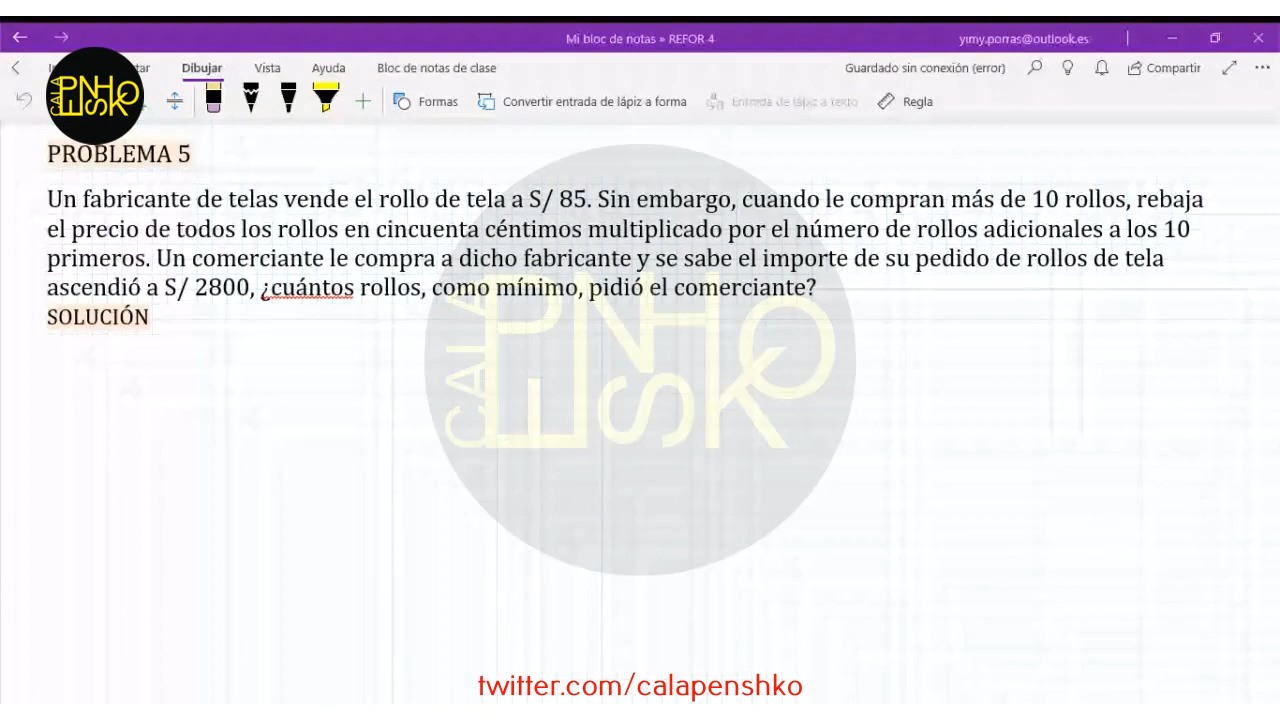 Mi bloc de notas » REFOR 4
yimy.porras@outlook.es
Dibujar Vista Ayuda Bloc de notas de clase
Guardado sin conexión (error) Compartir
Formas Convertir entrada de lápiz a forma Entrada de lápiz a texto Regla
CALA PENSHKO
PROBLEMA 5
Un fabricante de telas vende el rollo de tela a S/ 85. Sin embargo, cuando le compran más de 10 rollos, rebaja
el precio de todos los rollos en cincuenta céntimos multiplicado por el número de rollos adicionales a los 10
primeros. Un comerciante le compra a dicho fabricante y se sabe el importe de su pedido de rollos de tela
ascendió a S/ 2800, ¿cuántos rollos, como mínimo, pidió el comerciante?
SOLUCIÓN
CALA PENSHKO
twitter.com/calapenshko